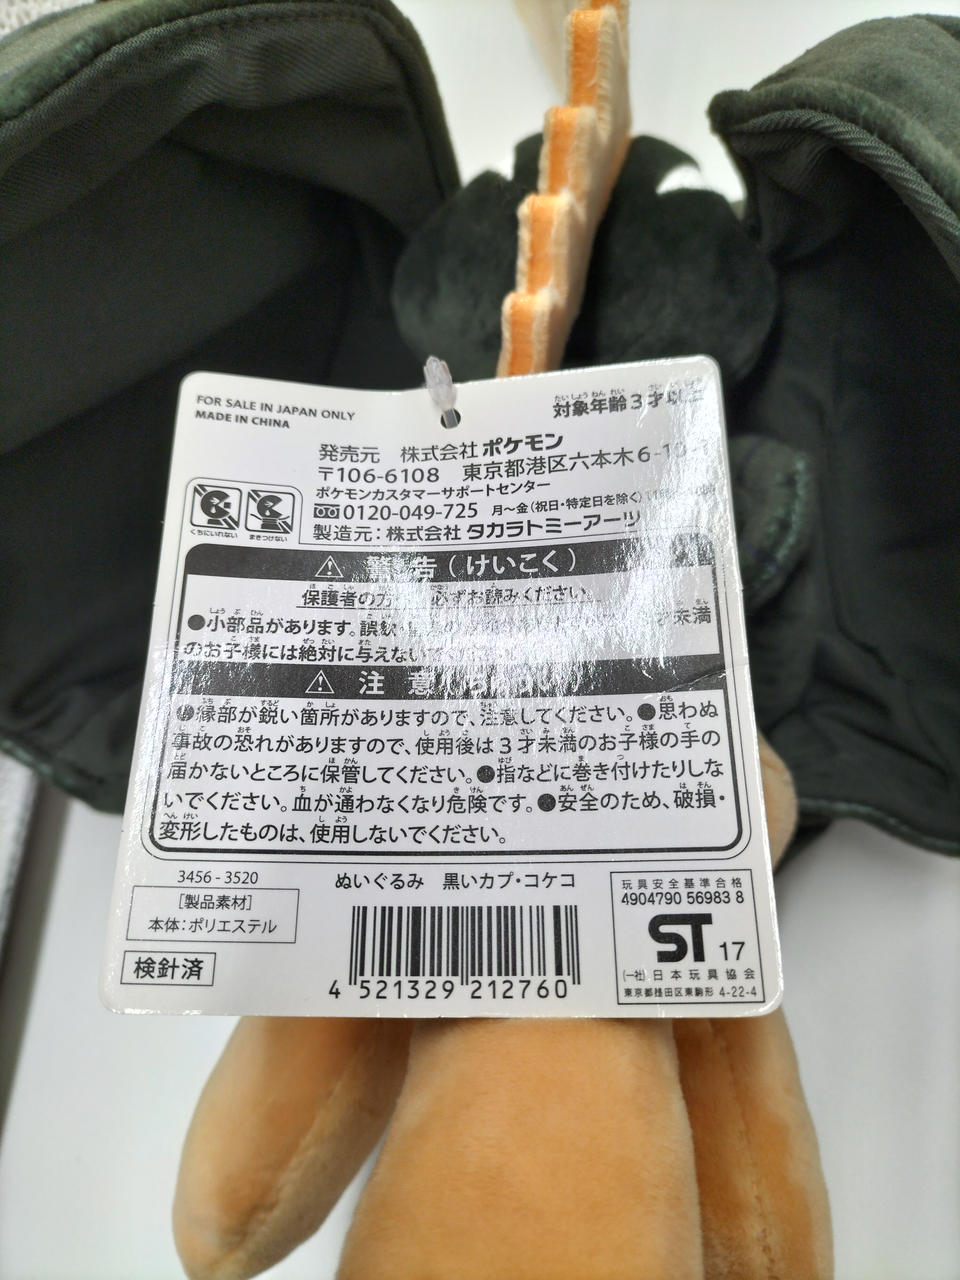 FOR SALE IN JAPAN ONLY
MADE IN CHINA
対象年齢3才以上
発売元 株式会社ポケモン
〒106-6108 東京都港区六本木6-10-1
ポケモンカスタマーサポートセンター
0120-049-725 月〜金(祝日・特定日を除く)
製造元:株式会社タカラトミーアーツ
くちにいれない まきつけない
警告(けいこく)
保護者の方 必ずお読みください。
●小部品があります。誤飲・ 才未満
のお子様には絶対に与えない
注意
●縁部が鋭い箇所がありますので、注意してください。●思わぬ
事故の恐れがありますので、使用後は3才未満のお子様の手の
届かないところに保管してください。●指などに巻き付けたりしな
いでください。血が通わなくなり危険です。●安全のため、破損・
変形したものは、使用しないでください。
3456-3520
[製品素材]
本体:ポリエステル
検針済
ぬいぐるみ 黒いカプ・コケコ
4 521329 212760
玩具安全基準合格
4904790 56983 8
ST 17
(一社)日本玩具協会
東京都墨田区東駒形 4-22-4